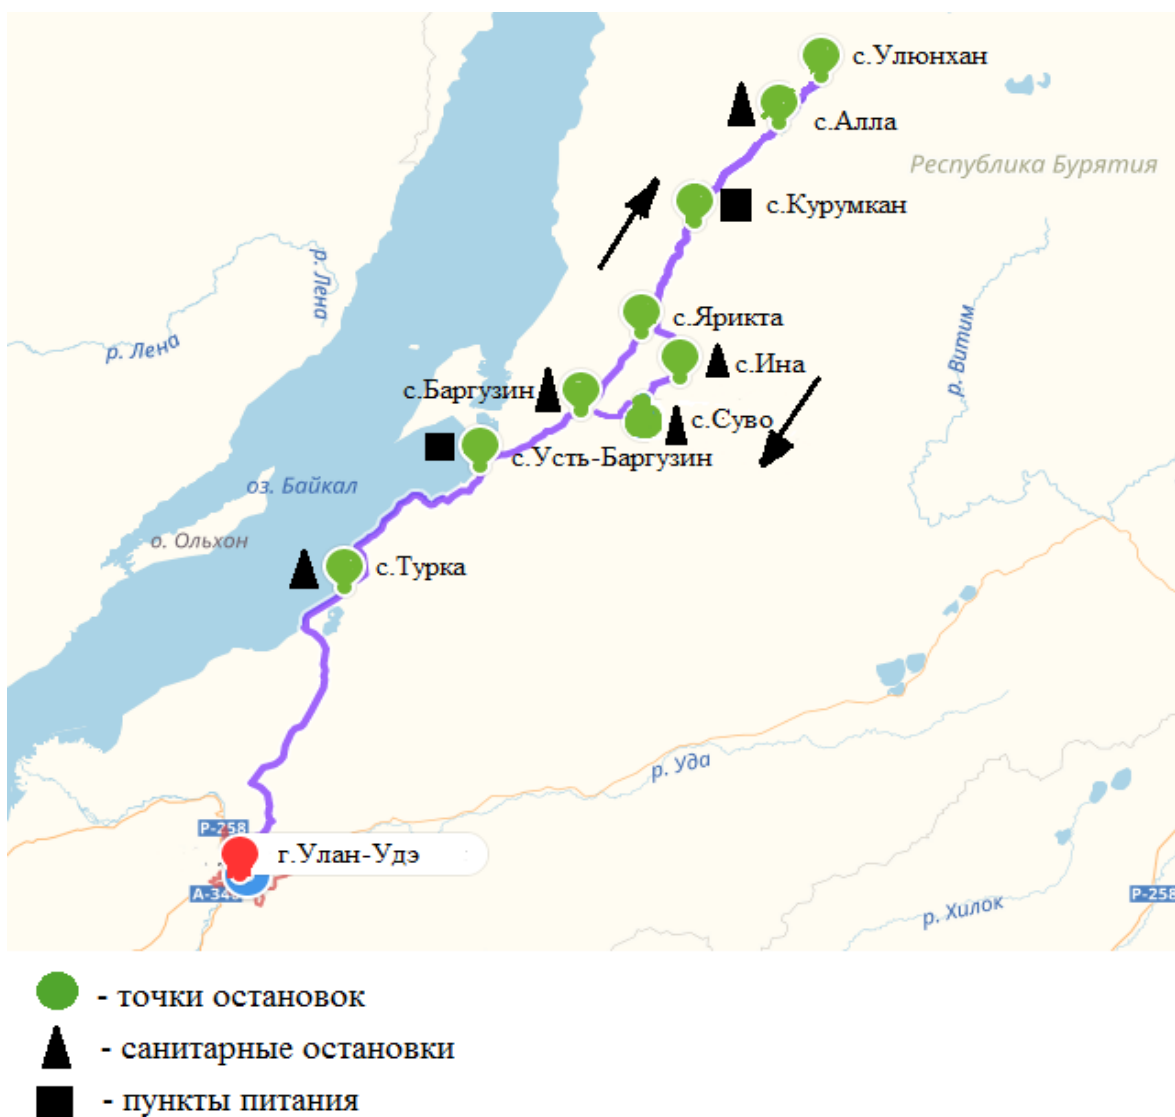 с.Улюнхан
с.Алла
Республика Бурятия
с.Курумкан
р. Лена
р. Лена
с.Ярикта
р. Витим
с.Ина
с.Баргузин
с.Суво
с.Усть-Баргузин
оз. Байкал
о. Ольхон
с.Турка
р. Уда
Р-258
г.Улан-Удэ
А-340
Р-258
р. Хилок
- точки остановок
- санитарные остановки
- пункты питания